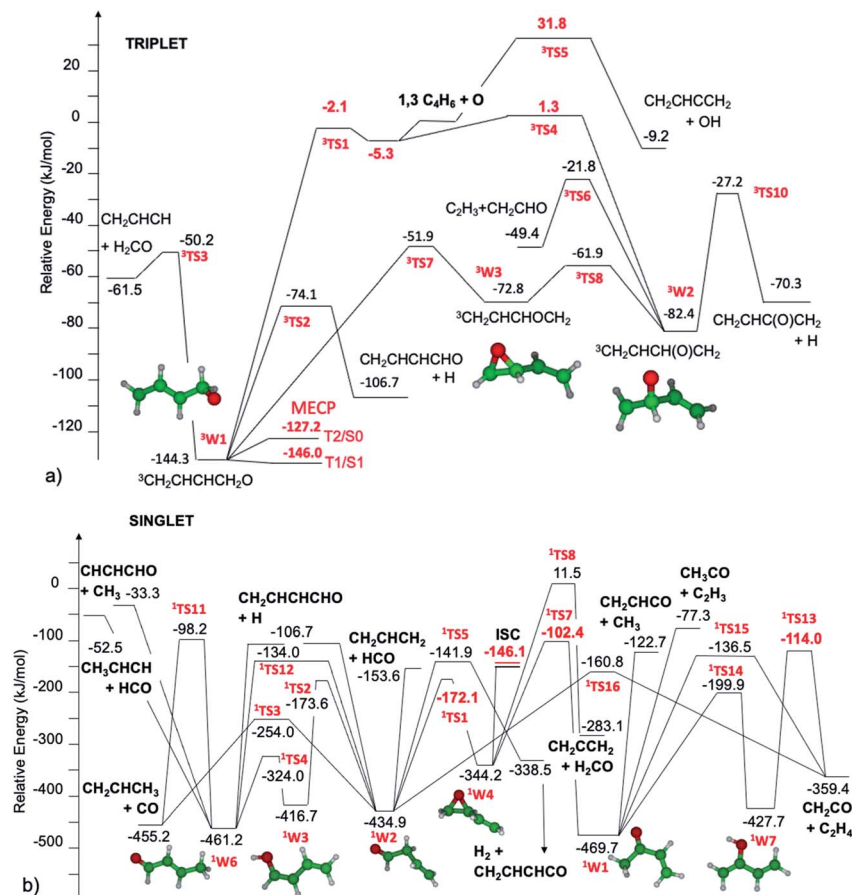 TRIPLET
Relative Energy (kJ/mol)
20
0
-20
-40
-60
-80
-100
-120
31.8
³TS5
-2.1
³TS1
-5.3
1,3 C₄H₆ + O
1.3
³TS4
CH₂CHCCH₂
+ OH
-9.2
CH₂CHCH
+ H₂CO
-61.5
-50.2
³TS3
C₂H₃+CH₂CHO
-49.4
-21.8
³TS6
-27.2
³TS10
-51.9
³TS7
³W3
-72.8
³CH₂CHCHOCH₂
-61.9
³TS8
³W2
-82.4
³CH₂CHCH(O)CH₂
-70.3
CH₂CHC(O)CH₂
+ H
-74.1
³TS2
CH₂CHCHCHO
+ H
-106.7
MECP
-127.2
T2/S0
-146.0
T1/S1
³W1
-144.3
³CH₂CHCHCH₂O
a)
SINGLET
Relative Energy (kJ/mol)
0
-100
-200
-300
-400
-500
CHCHCHO
+ CH₃
-33.3
-52.5
CH₃CHCH
+ HCO
¹TS11
-98.2
CH₂CHCHCHO
+ H
-106.7
-134.0
¹TS12
¹TS2
-173.6
¹TS3
-254.0
¹TS4
-324.0
-416.7
¹W3
CH₂CHCH₃
+ CO
-455.2
-461.2
¹W6
CH₂CHCH₂
+ HCO
-153.6
-434.9
¹W2
¹TS5
-141.9
-172.1
¹TS1
ISC
-146.1
-344.2
¹W4
-338.5
H₂ +
CH₂CHCHCO
¹TS8
11.5
¹TS7
-102.4
-283.1
CH₂CCH₂
+ H₂CO
-469.7
¹W1
CH₂CHCO
+ CH₃
-122.7
-160.8
¹TS16
CH₃CO
+ C₂H₃
-77.3
¹TS15
-136.5
¹TS14
-199.9
¹TS13
-114.0
-427.7
¹W7
-359.4
CH₂CO
+ C₂H₄
b)